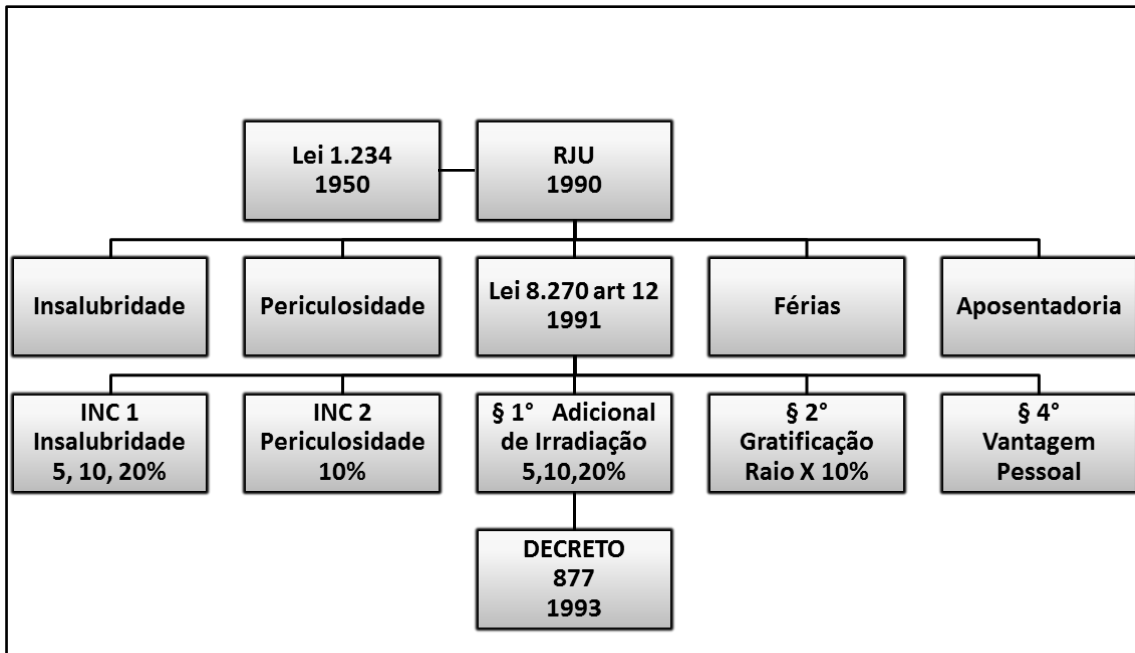 Lei 1.234
1950
RJU
1990
Insalubridade
Periculosidade
Lei 8.270 art 12
1991
Férias
Aposentadoria
INC 1
Insalubridade
5, 10, 20%
INC 2
Periculosidade
10%
§ 1° Adicional
de Irradiação
5,10,20%
§ 2°
Gratificação
Raio X 10%
§ 4°
Vantagem
Pessoal
DECRETO
877
1993